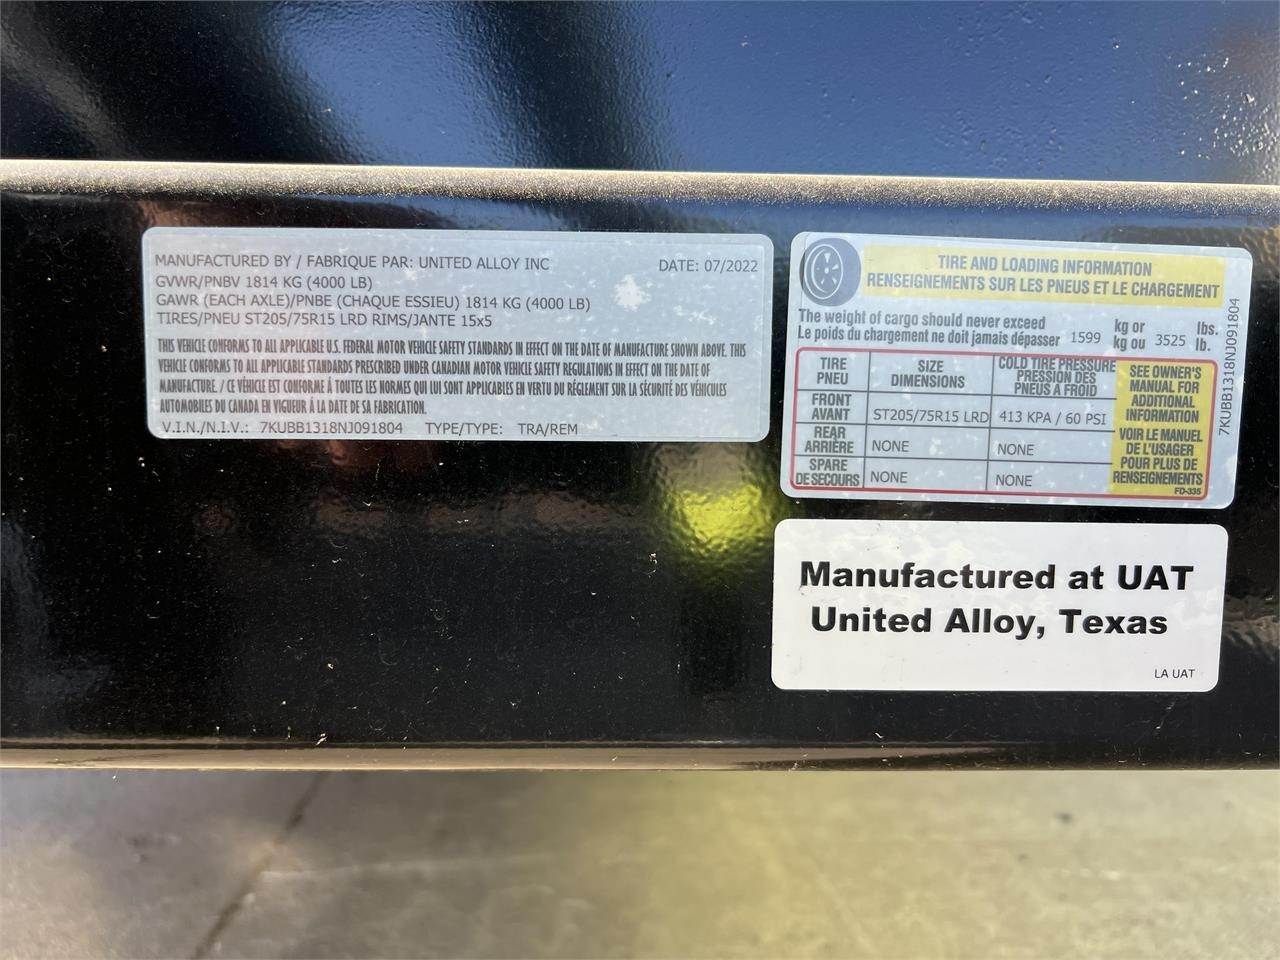 MANUFACTURED BY / FABRIQUE PAR: UNITED ALLOY INC DATE: 07/2022
GVWR/PNBV 1814 KG (4000 LB)
GAWR (EACH AXLE)/PNBE (CHAQUE ESSIEU) 1814 KG (4000 LB)
TIRES/PNEU ST205/75R15 LRD RIMS/JANTE 15x5
THIS VEHICLE CONFORMS TO ALL APPLICABLE U.S. FEDERAL MOTOR VEHICLE SAFETY STANDARDS IN EFFECT ON THE DATE OF MANUFACTURE SHOWN ABOVE. THIS
VEHICLE CONFORMS TO ALL APPLICABLE STANDARDS PRESCRIBED UNDER CANADIAN MOTOR VEHICLE SAFETY REGULATIONS IN EFFECT ON THE DATE OF
MANUFACTURE. / CE VÉHICLE EST CONFORME Á TOUTES LES NORMES QUI LUI SONT APPLICABLES EN VERTU DU RÉGLEMENT SUR LA SÉCURITÉ DES VÉHICULES
AUTOMOBILES DU CANADA EN VIGUEUR Á LA DATE DE SA FABRICATION.
V.I.N./N.I.V.: 7KUBB1318NJ091804 TYPE/TYPE: TRA/REM
TIRE AND LOADING INFORMATION
RENSEIGNEMENTS SUR LES PNEUS ET LE CHARGEMENT
The weight of cargo should never exceed
Le poids du chargement ne doit jamais dépasser 1599 kg or kg ou 3525 lbs. lb.
TIRE PNEU SIZE DIMENSIONS COLD TIRE PRESSURE PRESSION DES PNEUS A FROID
FRONT AVANT ST205/75R15 LRD 413 KPA / 60 PSI
REAR ARRIÈRE NONE NONE
SPARE DE SECOURS NONE NONE
SEE OWNER'S
MANUAL FOR
ADDITIONAL
INFORMATION
VOIR LE MANUEL
DE L'USAGER
POUR PLUS DE
RENSEIGNEMENTS
FD-335
7KUBB1318NJ091804
Manufactured at UAT
United Alloy, Texas
LA UAT